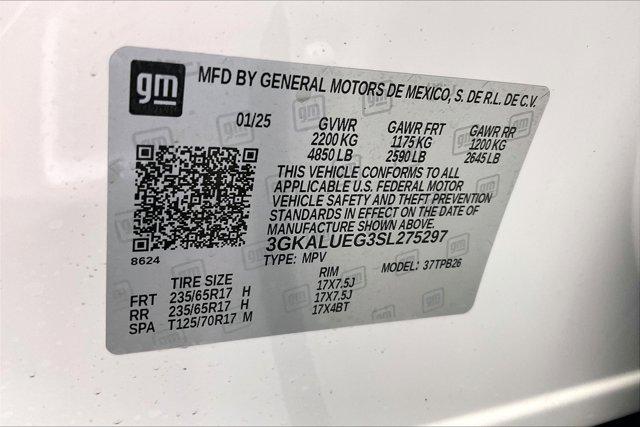 gm
MFD BY GENERAL MOTORS DE MEXICO, S. DE R.L. DE C.V.
01/25 GVWR GAWR FRT GAWR RR
2200 KG 1175 KG 1200 KG
4850 LB 2590 LB 2645 LB
THIS VEHICLE CONFORMS TO ALL
APPLICABLE U.S. FEDERAL MOTOR
VEHICLE SAFETY AND THEFT PREVENTION
STANDARDS IN EFFECT ON THE DATE OF
MANUFACTURE SHOWN ABOVE.
3GKALUEG3SL275297
8624
TYPE: MPV MODEL: 37TPB26
TIRE SIZE RIM
FRT 235/65R17 H 17X7.5J
RR 235/65R17 H 17X7.5J
SPA T125/70R17 M 17X4BT